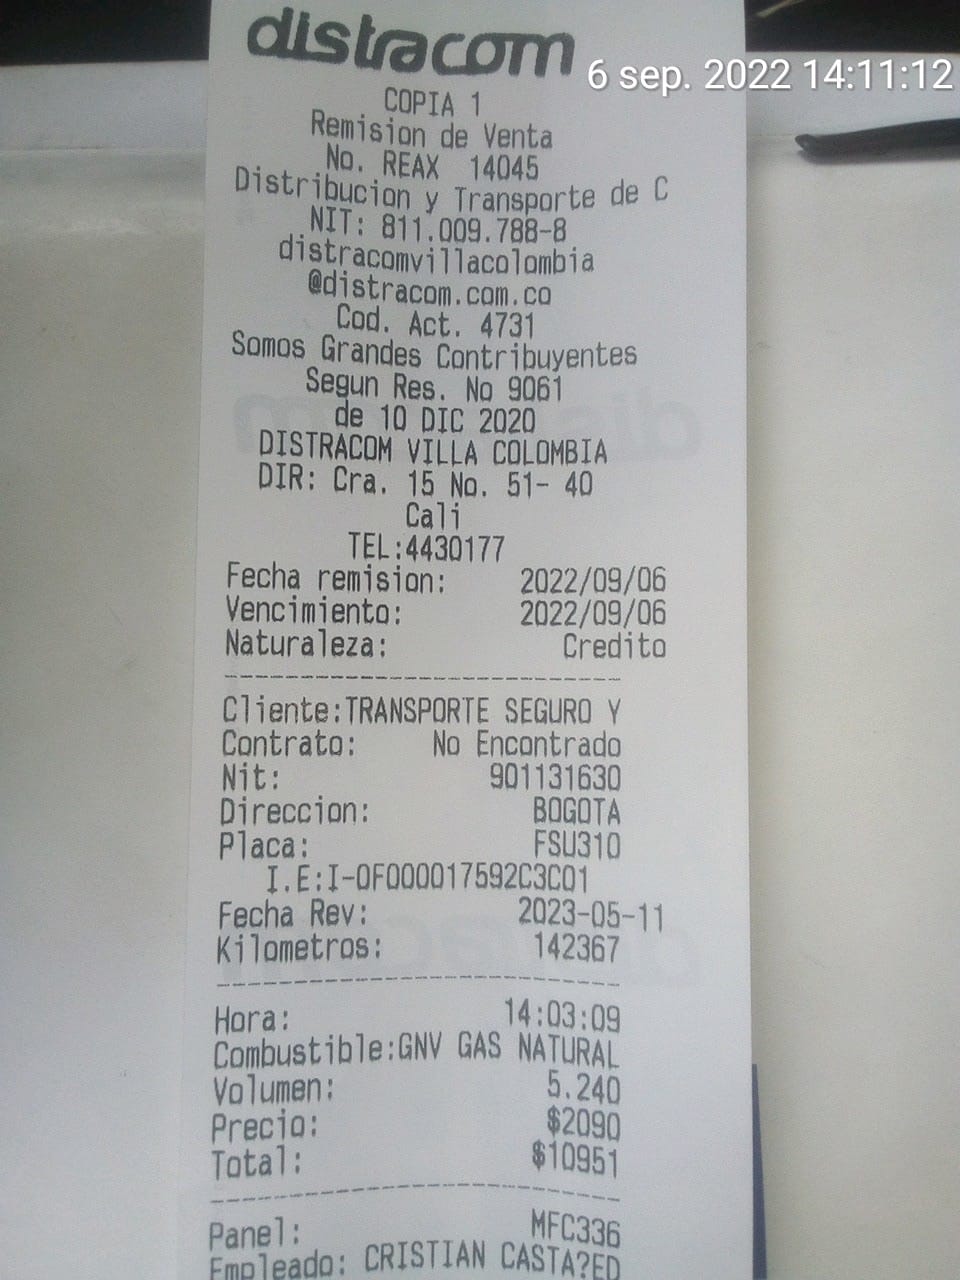 distracom
6 sep. 2022 14:11:12
COPIA 1
Remision de Venta
No. REAX 14045
Distribucion y Transporte de C
NIT: 811.009.788-8
distracomvillacolombia
@distracom.com.co
Cod. Act. 4731
Somos Grandes Contribuyentes
Segun Res. No 9061
de 10 DIC 2020
DISTRACOM VILLA COLOMBIA
DIR: Cra. 15 No. 51- 40
Cali
TEL:4430177
Fecha remision: 2022/09/06
Vencimiento: 2022/09/06
Naturaleza: Credito
Cliente:TRANSPORTE SEGURO Y
Contrato: No Encontrado
Nit: 901131630
Direccion: BOGOTA
Placa: FSU310
I.E:I-0F000017592C3C01
Fecha Rev: 2023-05-11
Kilometros: 142367
Hora: 14:03:09
Combustible:GNV GAS NATURAL
Volumen: 5.240
Precio: $2090
Total: $10951
Panel: MFC336
Empleado: CRISTIAN CASTA?ED